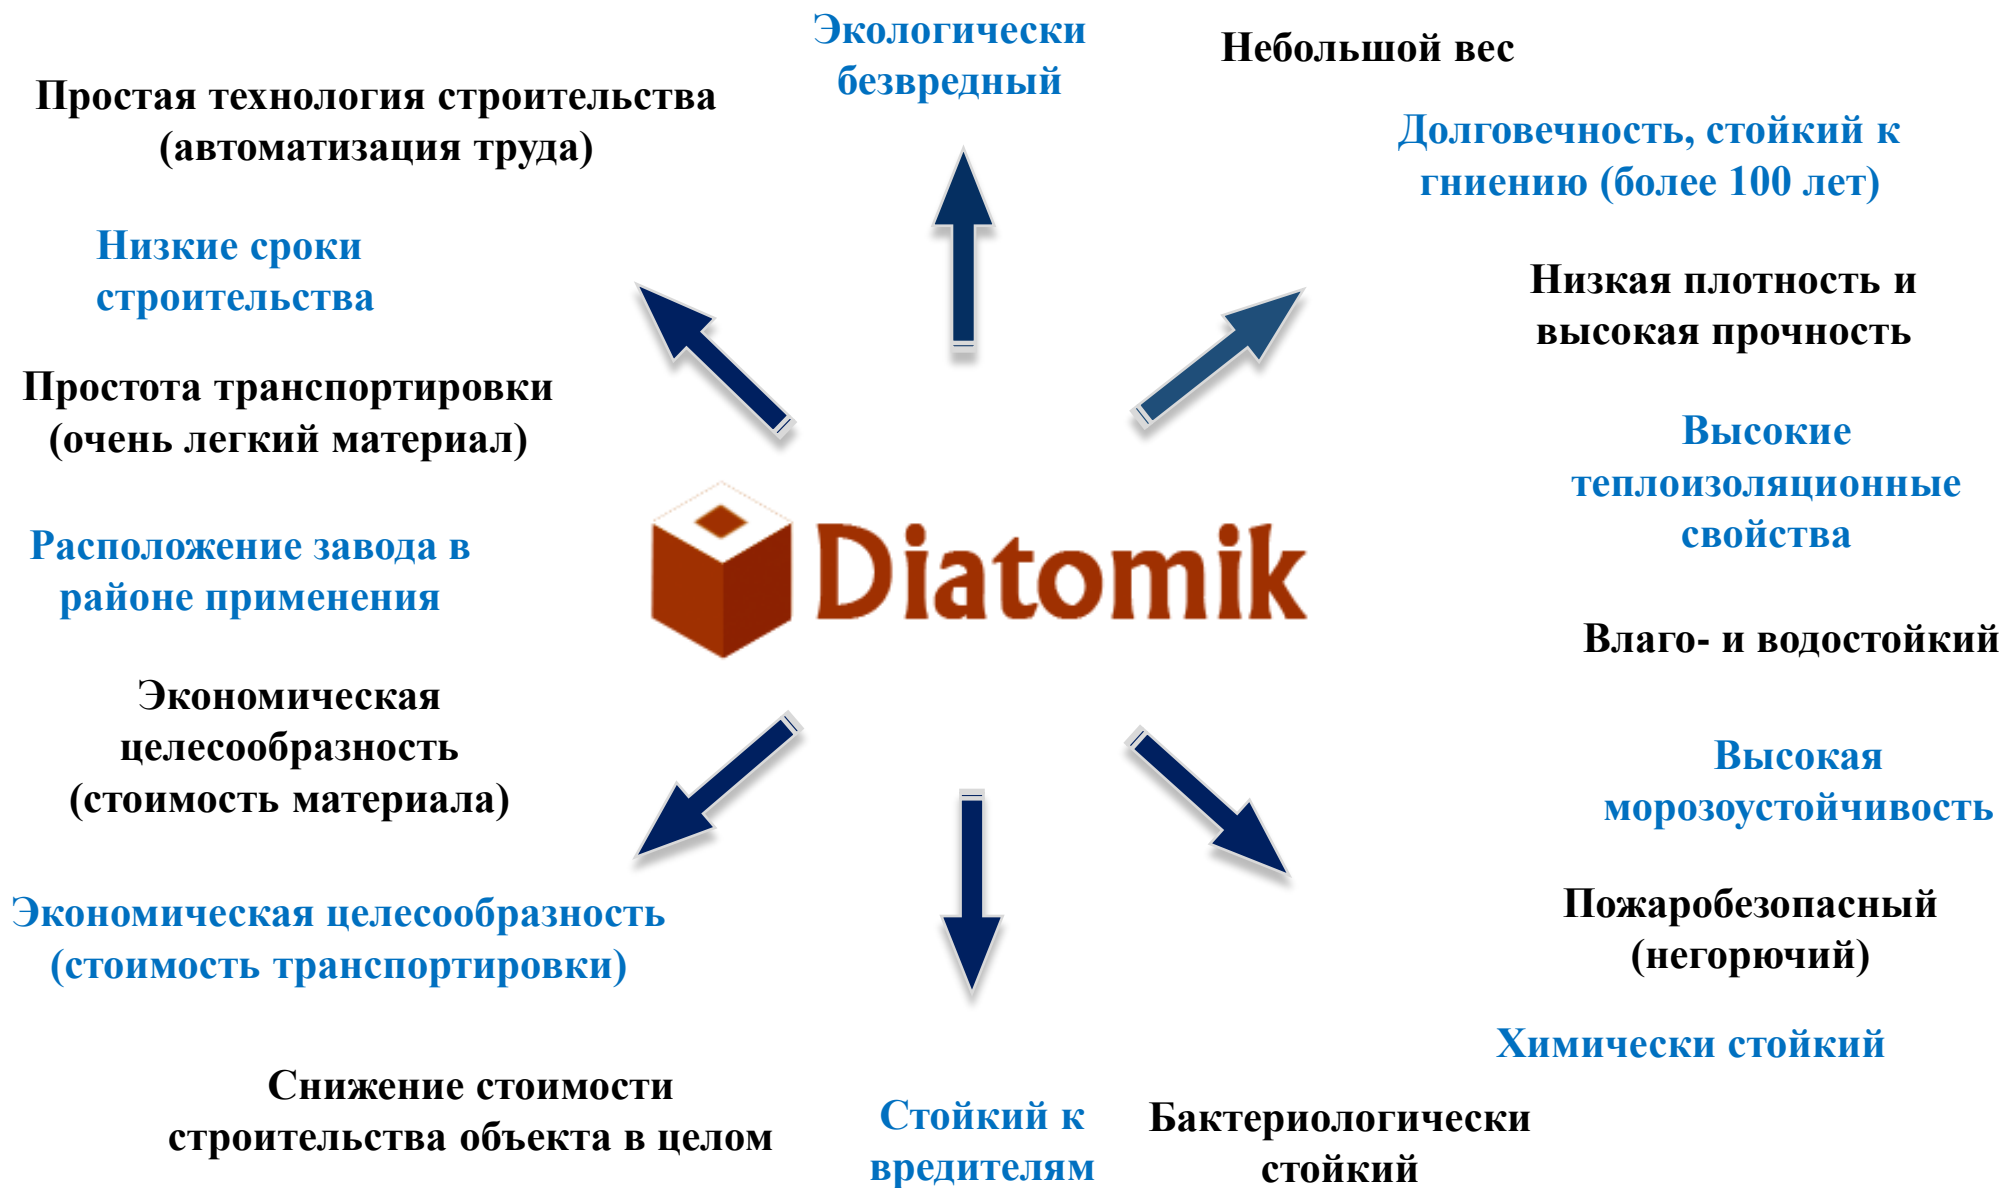 Экологически
безвредный
Небольшой вес
Простая технология строительства
(автоматизация труда)
Долговечность, стойкий к
гниению (более 100 лет)
Низкие сроки
строительства
Низкая плотность и
высокая прочность
Простота транспортировки
(очень легкий материал)
Высокие
теплоизоляционные
свойства
Расположение завода в
районе применения
Diatomik
Влаго- и водостойкий
Экономическая
целесообразность
(стоимость материала)
Высокая
морозоустойчивость
Экономическая целесообразность
(стоимость транспортировки)
Пожаробезопасный
(негорючий)
Химически стойкий
Снижение стоимости
строительства объекта в целом
Стойкий к
вредителям
Бактериологически
стойкий